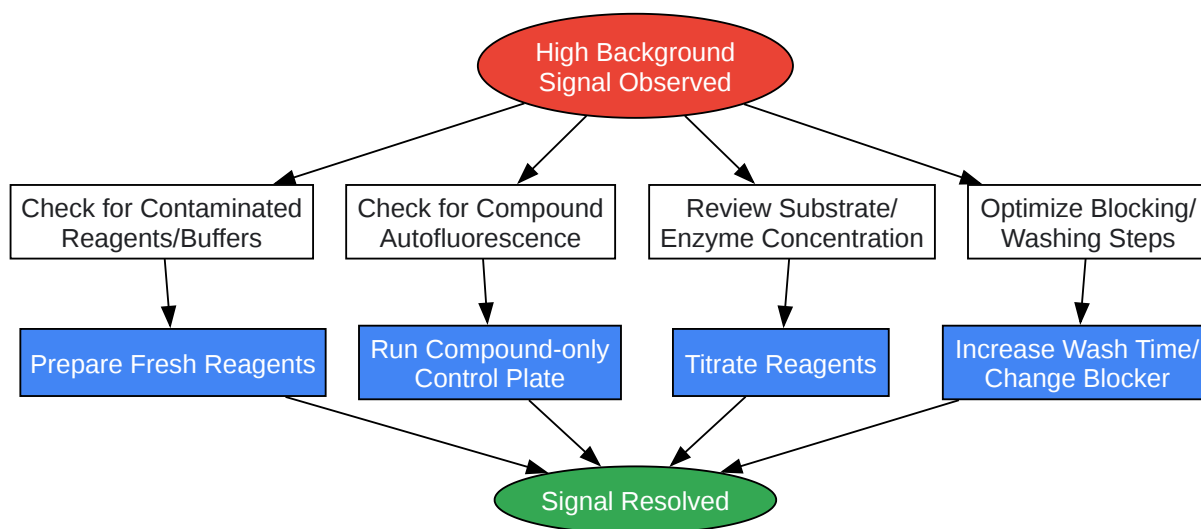 High Background
Signal Observed
Check for Contaminated
Reagents/Buffers
Check for Compound
Autofluorescence
Review Substrate/
Enzyme Concentration
Optimize Blocking/
Washing Steps
Prepare Fresh Reagents
Run Compound-only
Control Plate
Titrate Reagents
Increase Wash Time/
Change Blocker
Signal Resolved